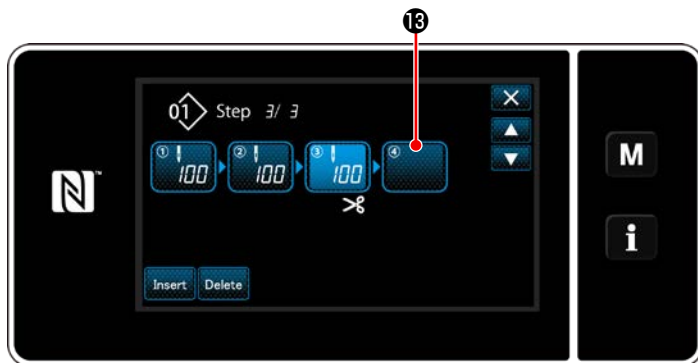 ⓭
01 Step 3/ 3
① 100 ② 100 ③ 100 ④
Insert Delete
M
i